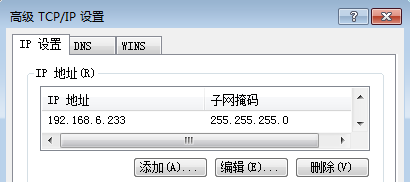 高级 TCP/IP 设置
IP 设置 DNS WINS
IP 地址(R)
IP 地址 子网掩码
192.168.6.233 255.255.255.0
添加(A)... 编辑(E)... 删除(V)